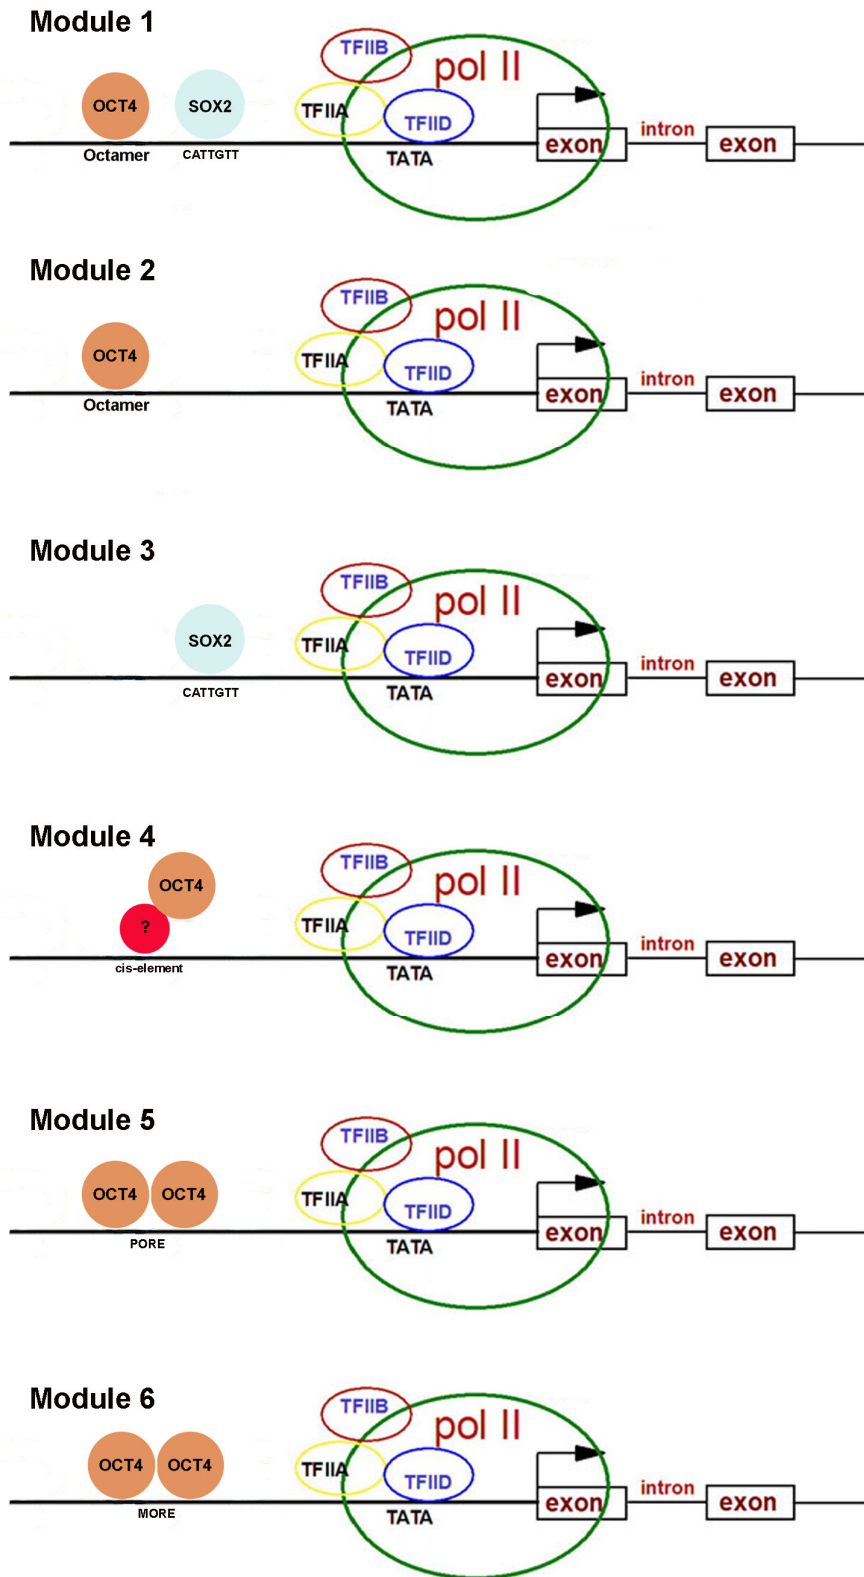 Module 1
TFIIB
pol II
OCT4 SOX2 TFIIA TFIID
Octamer CATTGTT TATA exon intron exon
Module 2
TFIIB
pol II
OCT4 TFIIA TFIID
Octamer TATA exon intron exon
Module 3
TFIIB
pol II
SOX2 TFIIA TFIID
CATTGTT TATA exon intron exon
Module 4
TFIIB
pol II
OCT4
? TFIIA TFIID
cis-element TATA exon intron exon
Module 5
TFIIB
pol II
OCT4 OCT4 TFIIA TFIID
PORE TATA exon intron exon
Module 6
TFIIB
pol II
OCT4 OCT4 TFIIA TFIID
MORE TATA exon intron exon